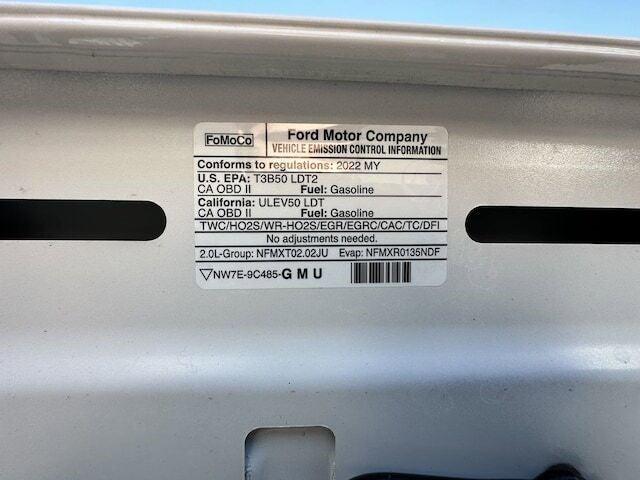 FoMoCo Ford Motor Company
VEHICLE EMISSION CONTROL INFORMATION
Conforms to regulations: 2022 MY
U.S. EPA: T3B50 LDT2
CA OBD II Fuel: Gasoline
California: ULEV50 LDT
CA OBD II Fuel: Gasoline
TWC/HO2S/WR-HO2S/EGR/EGRC/CAC/TC/DFI
No adjustments needed.
2.0L-Group: NFMXT02.02JU Evap: NFMXR0135NDF
NW7E-9C485-GMU